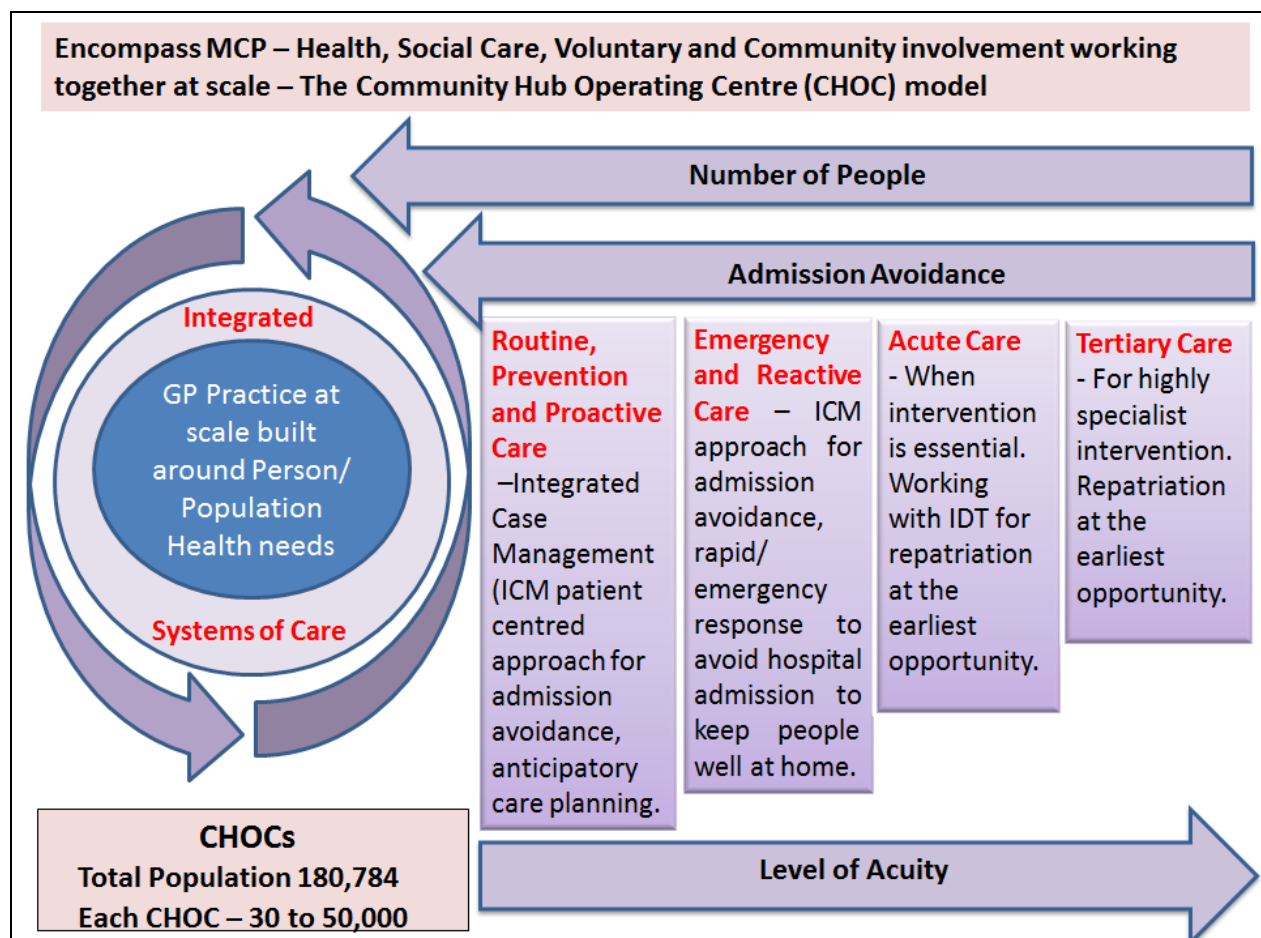 Encompass MCP – Health, Social Care, Voluntary and Community involvement working
together at scale – The Community Hub Operating Centre (CHOC) model
Number of People
Admission Avoidance
Integrated
GP Practice at
scale built
around Person/
Population
Health needs
Systems of Care
Routine,
Prevention
and Proactive
Care
–Integrated
Case
Management
(ICM patient
centred
approach for
admission
avoidance,
anticipatory
care planning.
Emergency
and Reactive
Care – ICM
approach for
admission
avoidance,
rapid/
emergency
response to
avoid hospital
admission to
keep people
well at home.
Acute Care
- When
intervention
is essential.
Working
with IDT for
repatriation
at the
earliest
opportunity.
Tertiary Care
- For highly
specialist
intervention.
Repatriation
at the
earliest
opportunity.
CHOCs
Total Population 180,784
Each CHOC – 30 to 50,000
Level of Acuity